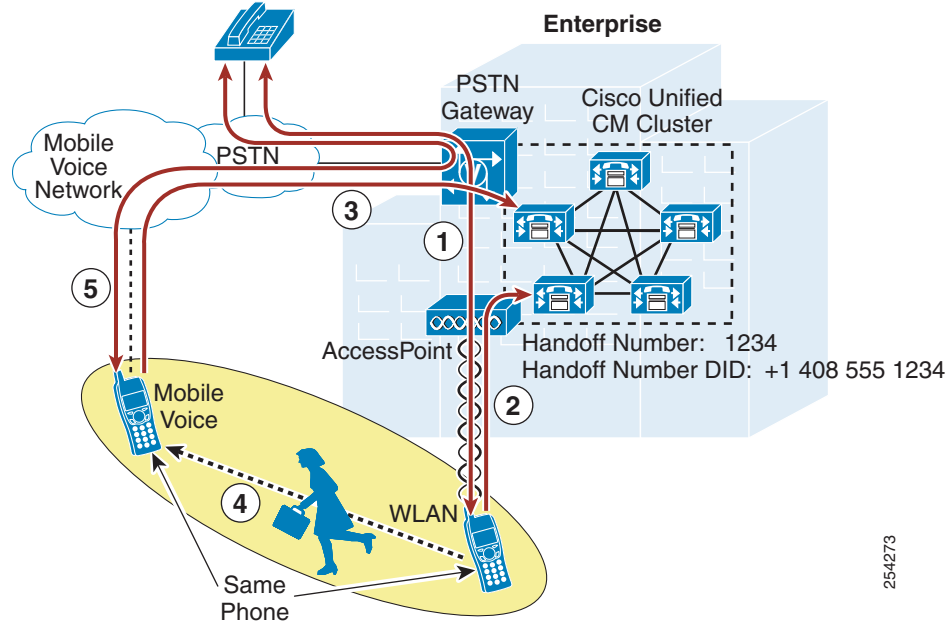 Enterprise
PSTN
Gateway
Cisco Unified
CM Cluster
Mobile
Voice
Network
PSTN
3
1
5
AccessPoint
Handoff Number: 1234
Handoff Number DID: +1 408 555 1234
2
Mobile
Voice
4
WLAN
Same
Phone
254273